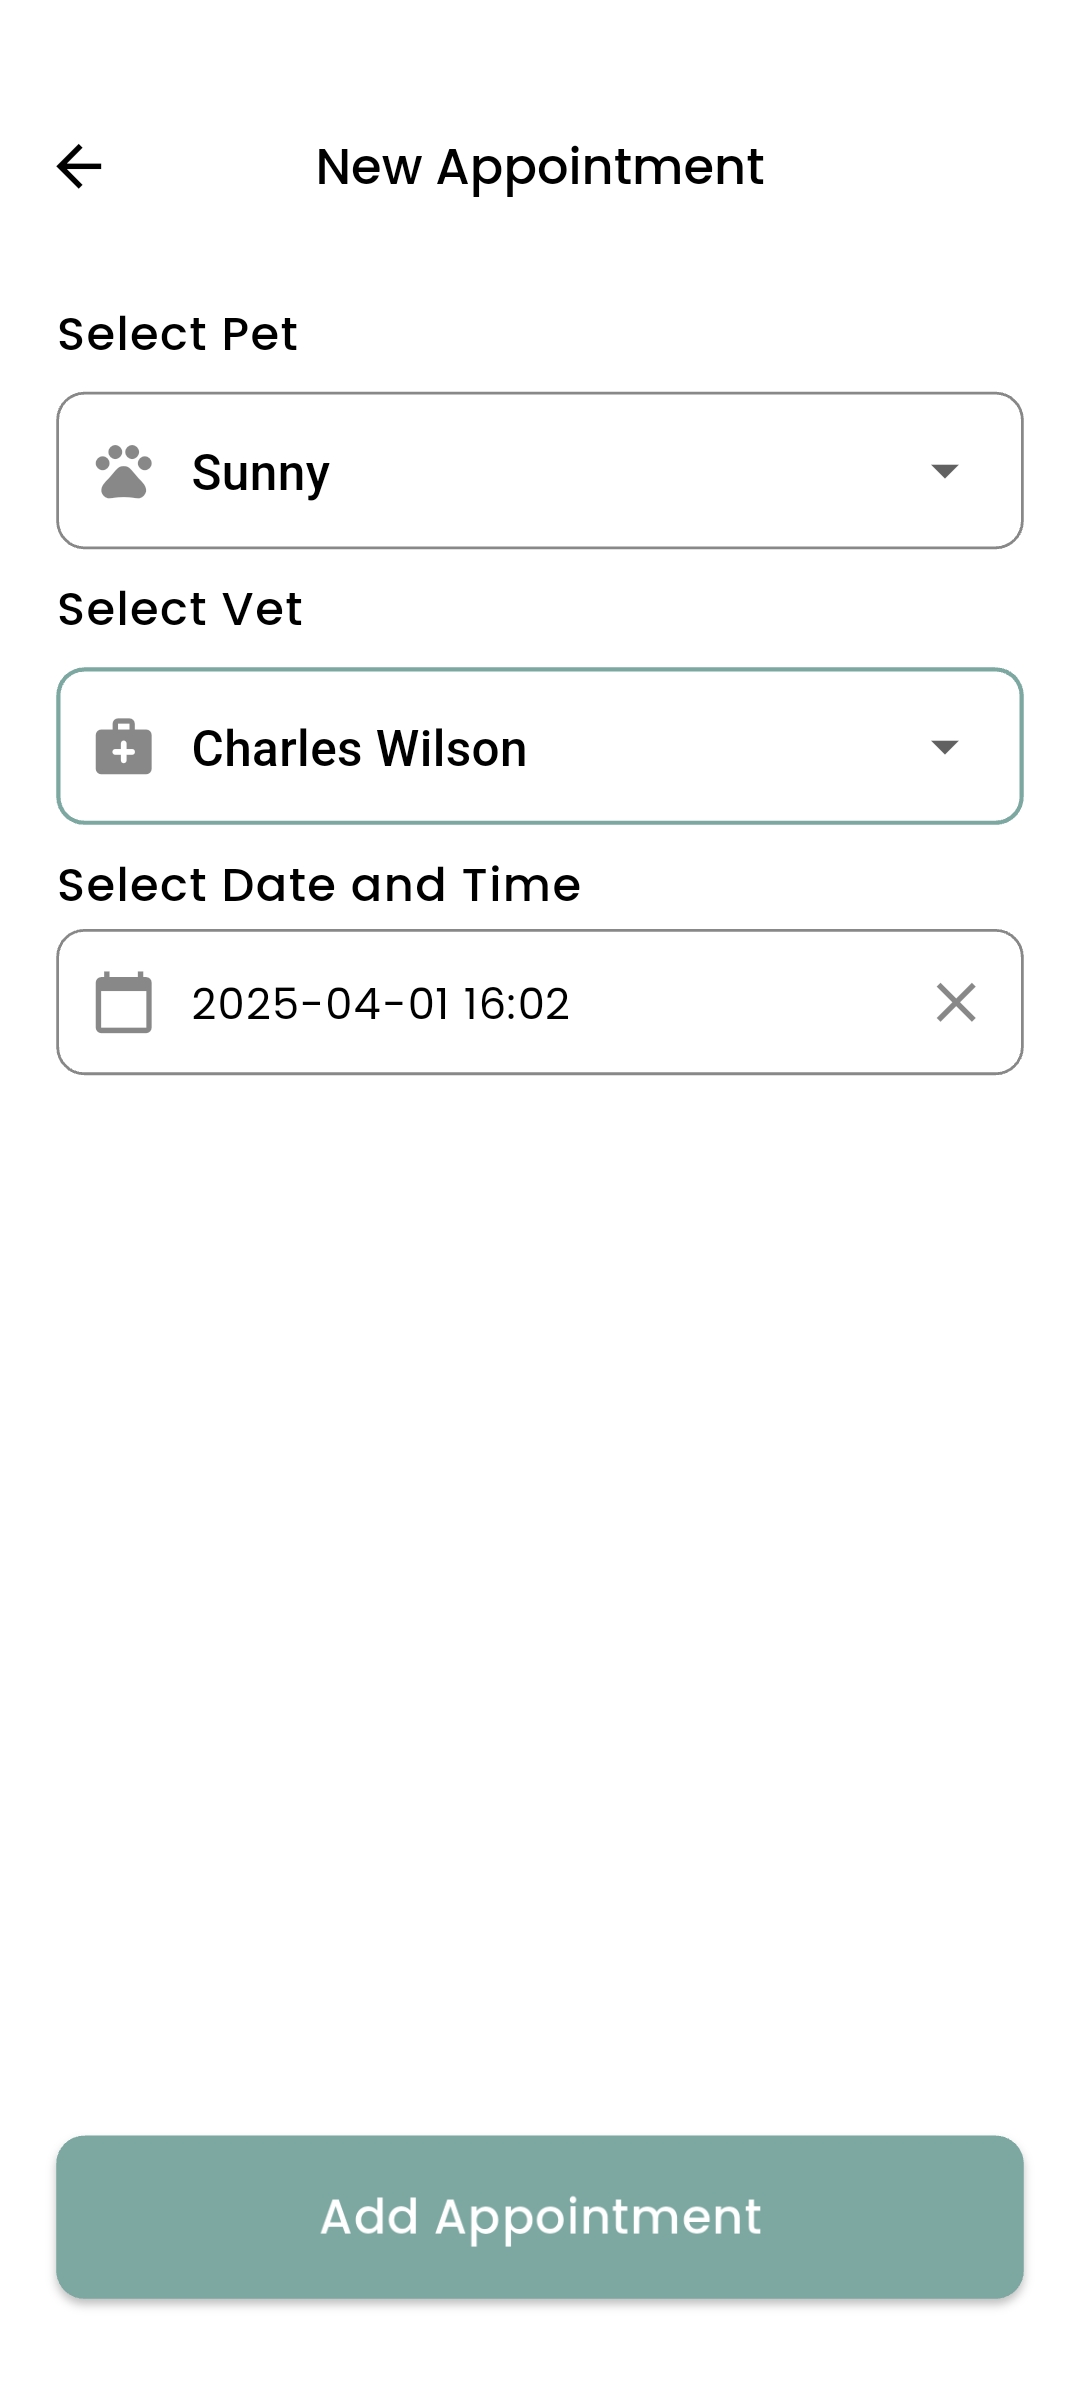 New Appointment
Select Pet
Sunny
Select Vet
Charles Wilson
Select Date and Time
2025-04-01 16:02
Add Appointment